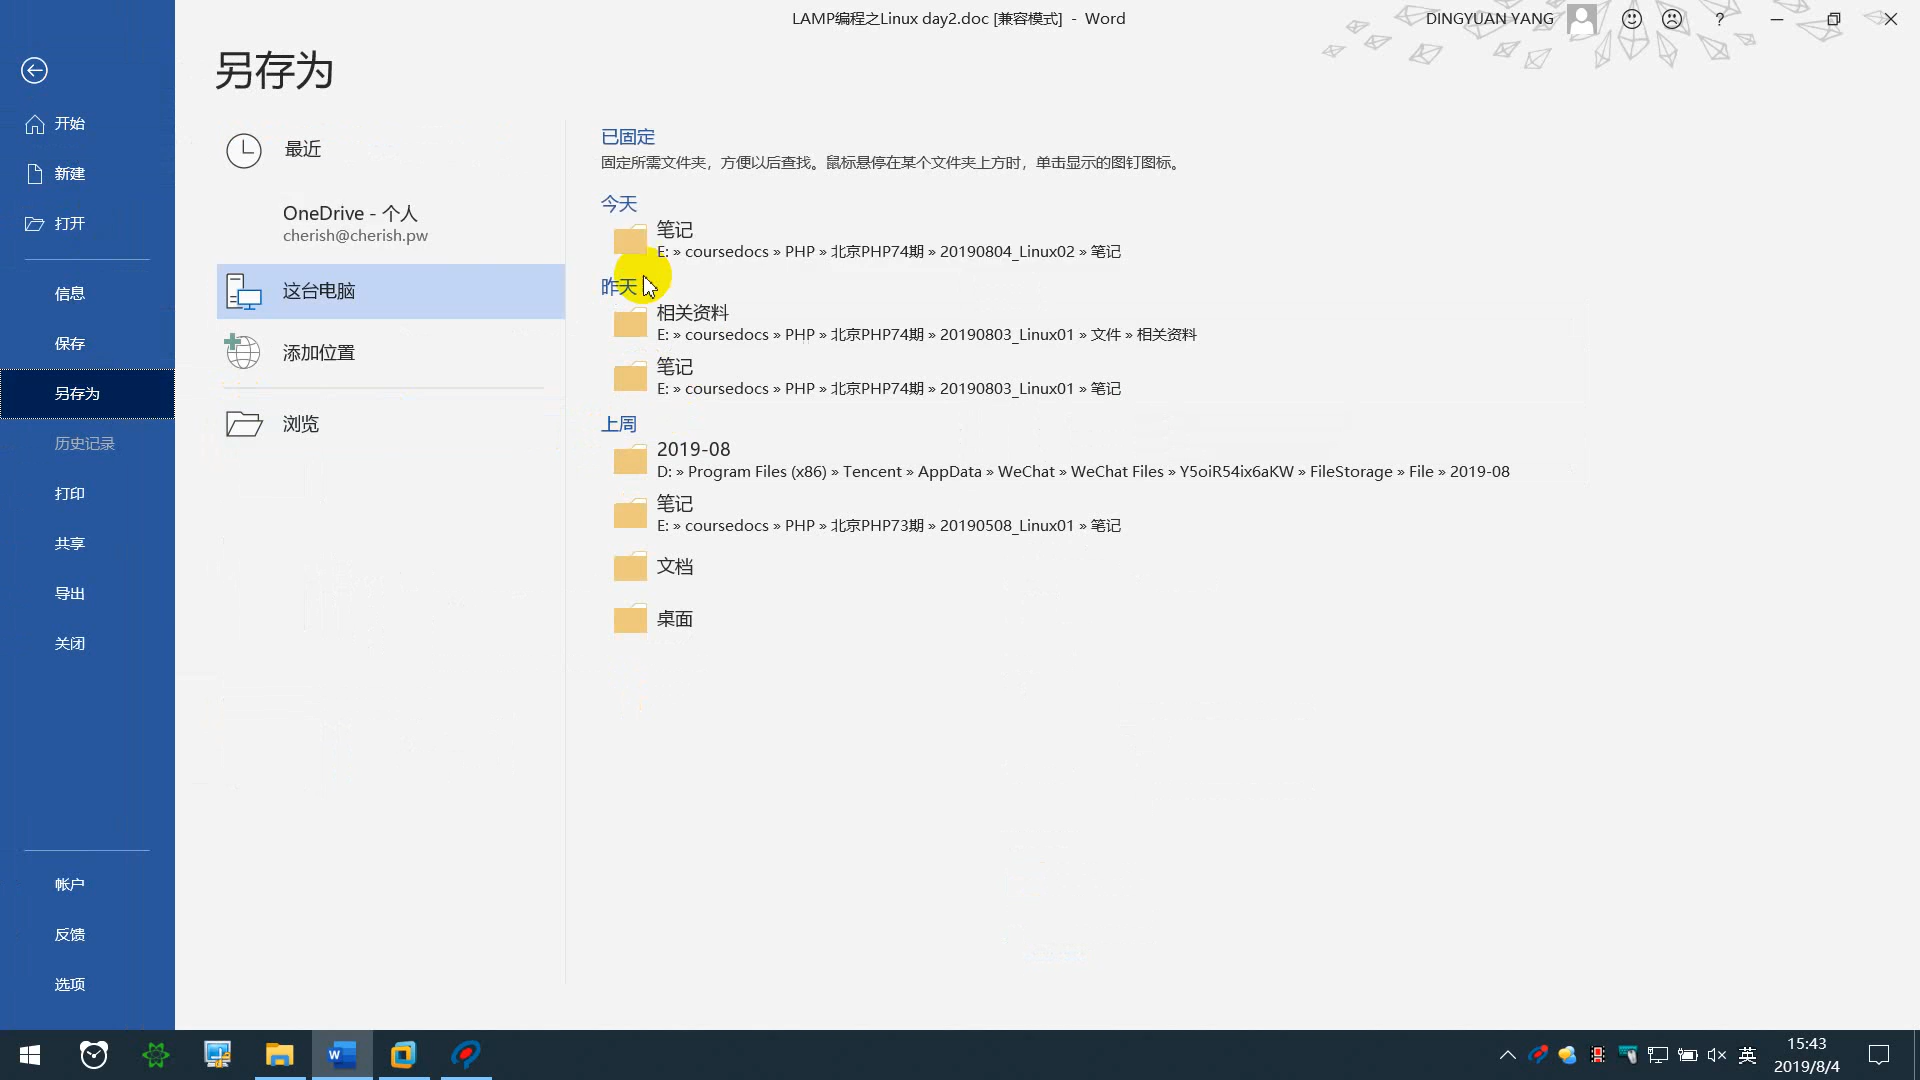 LAMP编程之Linux day2.doc [兼容模式] - Word
DINGYUAN YANG
?
另存为
开始
新建
打开
信息
保存
另存为
历史记录
打印
共享
导出
关闭
帐户
反馈
选项
最近
OneDrive - 个人
cherish@cherish.pw
这台电脑
添加位置
浏览
已固定
固定所需文件夹，方便以后查找。鼠标悬停在某个文件夹上方时，单击显示的图钉图标。
今天
笔记
E: » coursedocs » PHP » 北京PHP74期 » 20190804_Linux02 » 笔记
昨天
相关资料
E: » coursedocs » PHP » 北京PHP74期 » 20190803_Linux01 » 文件 » 相关资料
笔记
E: » coursedocs » PHP » 北京PHP74期 » 20190803_Linux01 » 笔记
上周
2019-08
D: » Program Files (x86) » Tencent » AppData » WeChat » WeChat Files » Y5oiR54ix6aKW » FileStorage » File » 2019-08
笔记
E: » coursedocs » PHP » 北京PHP73期 » 20190508_Linux01 » 笔记
文档
桌面
英
15:43
2019/8/4